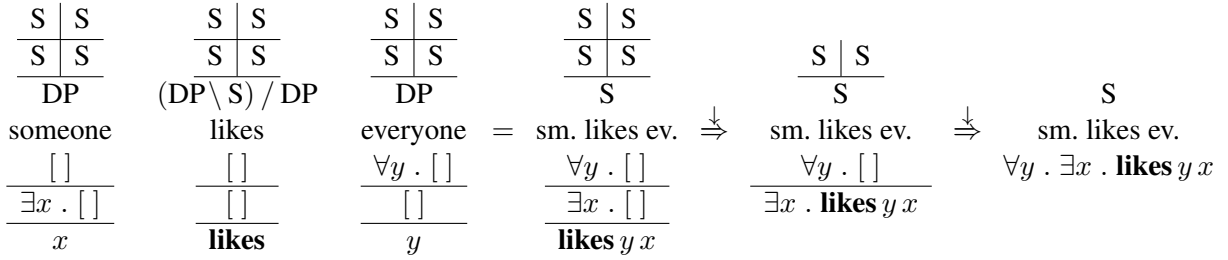 S | S S | S S | S S | S
S | S S | S S | S S | S S | S
DP (DP \ S) / DP DP S S S
someone likes everyone = sm. likes ev. ⇛↓ sm. likes ev. ⇛↓ sm. likes ev.
[ ] [ ] ∀y . [ ] ∀y . [ ] ∀y . [ ] ∀y . ∃x . likes y x
∃x . [ ] [ ] [ ] ∃x . [ ] ∃x . likes y x
x likes y likes y x